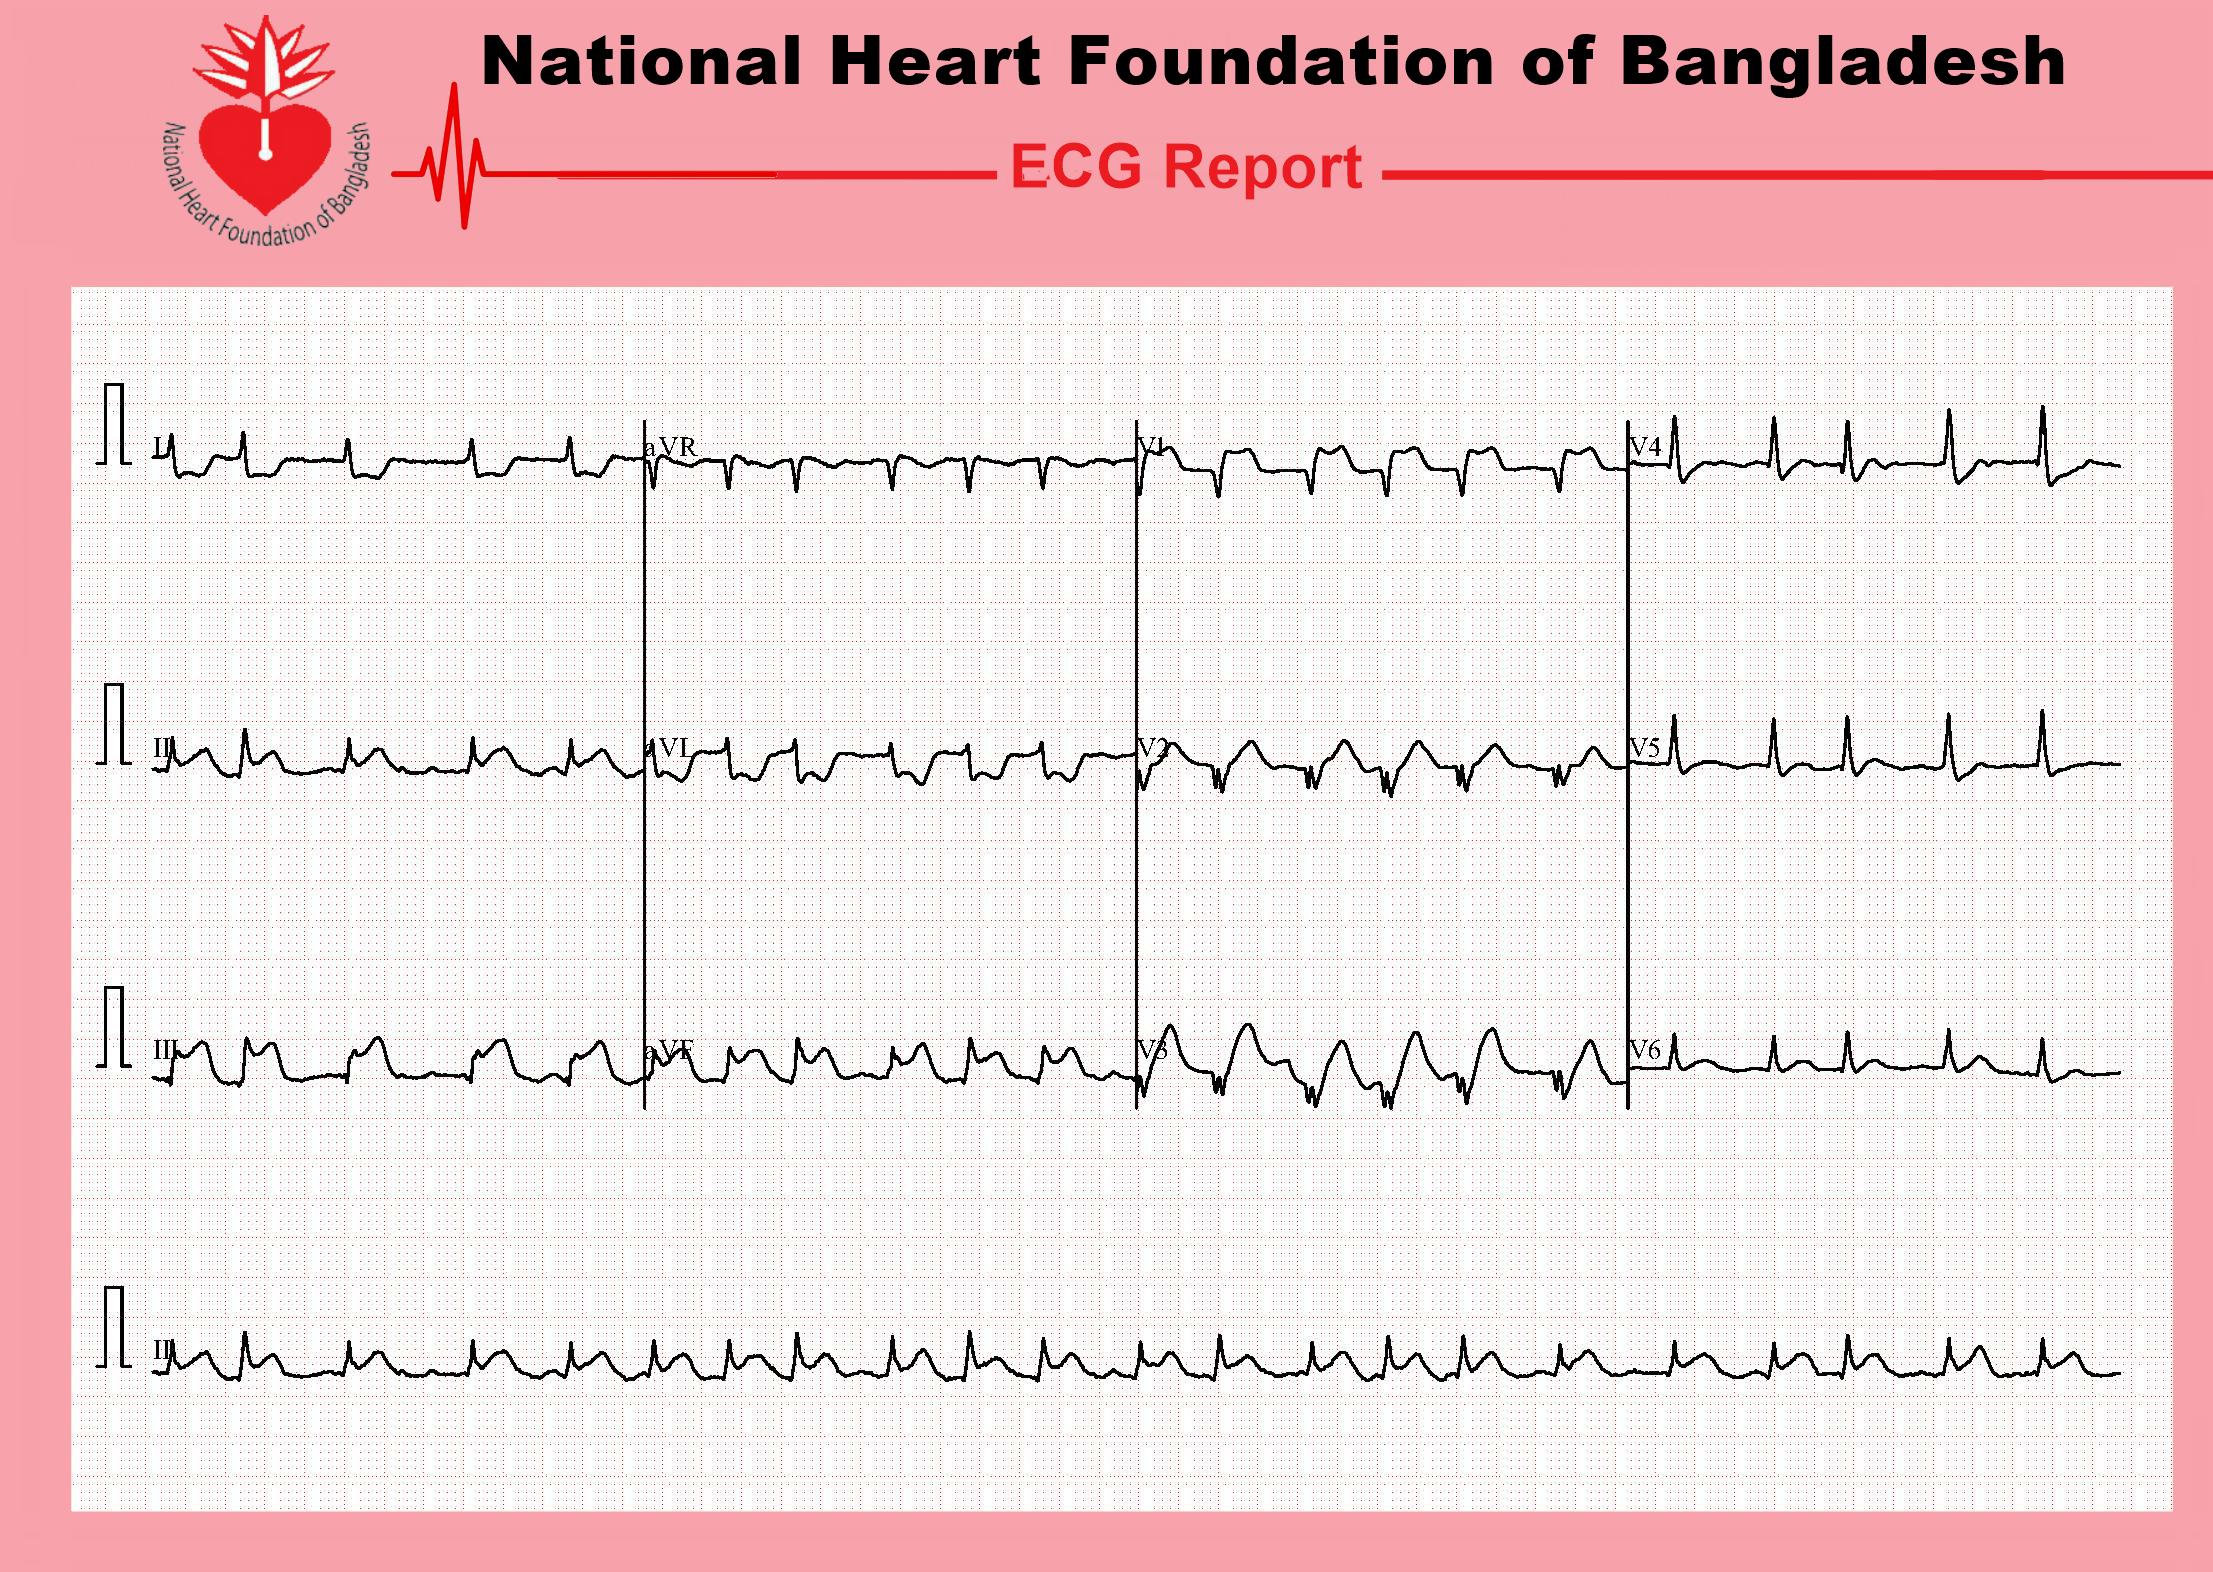 National Heart Foundation of Bangladesh
National Heart Foundation of Bangladesh
ECG Report
I
aVR
V1
V4
II
aVL
V2
V5
III
aVF
V3
V6
II